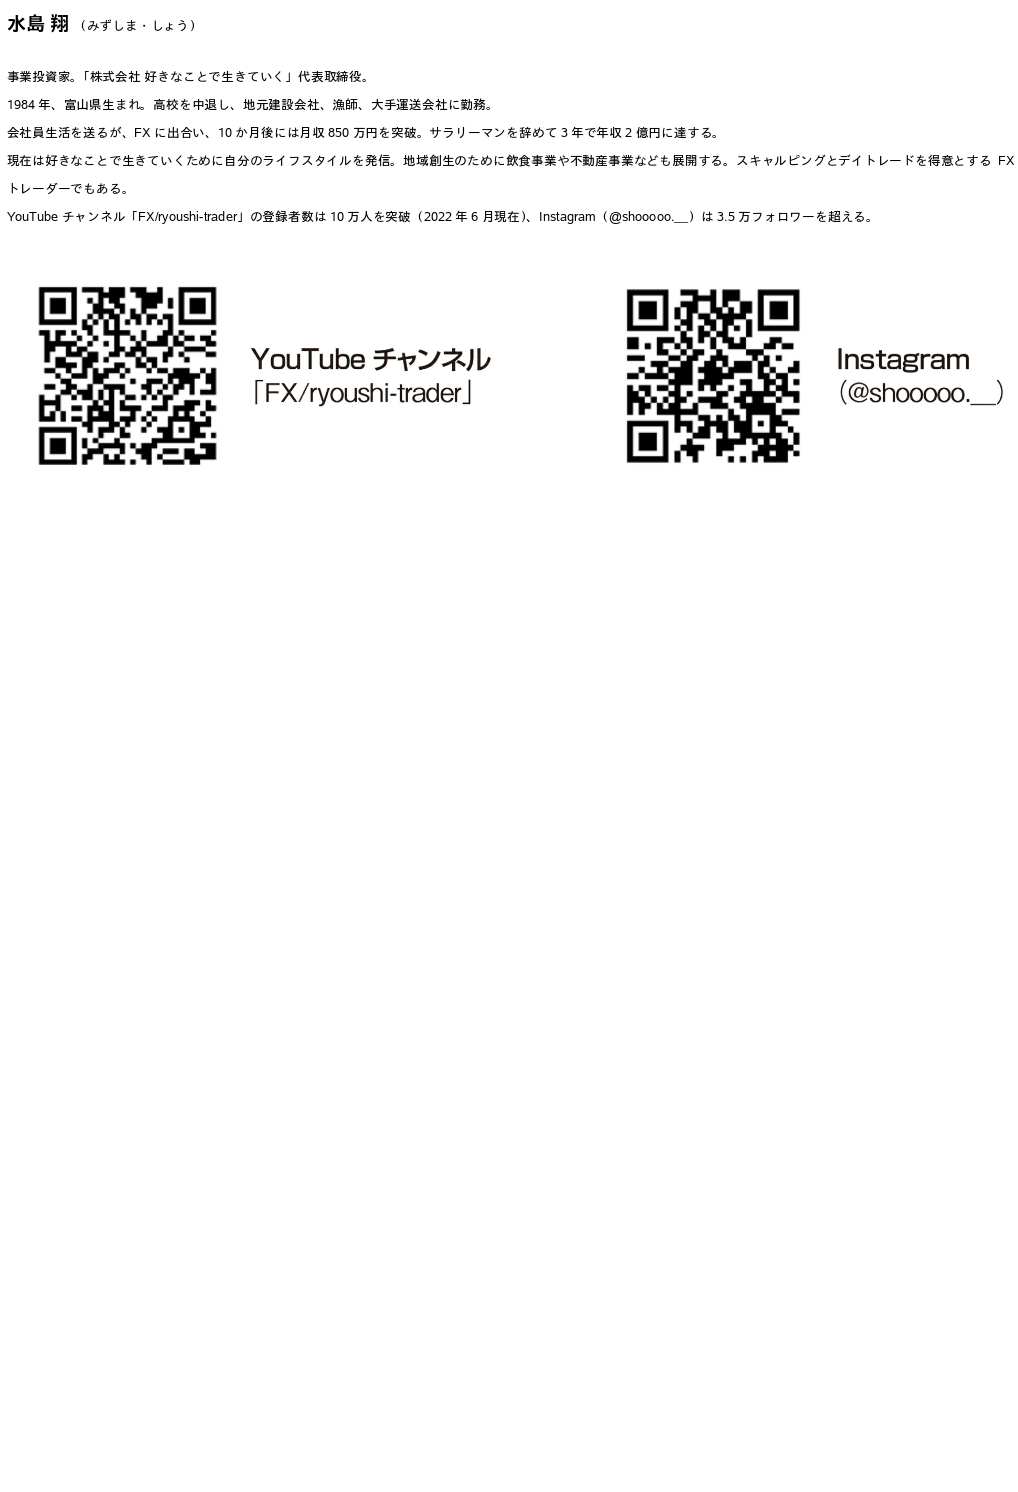 水島 翔 （みずしま・しょう）
事業投資家。「株式会社 好きなことで生きていく」代表取締役。
1984 年、富山県生まれ。高校を中退し、地元建設会社、漁師、大手運送会社に勤務。
会社員生活を送るが、FX に出合い、10 か月後には月収 850 万円を突破。サラリーマンを辞めて 3 年で年収 2 億円に達する。
現在は好きなことで生きていくために自分のライフスタイルを発信。地域創生のために飲食事業や不動産事業なども展開する。スキャルピングとデイトレードを得意とする FX
トレーダーでもある。
YouTube チャンネル「FX/ryoushi-trader」の登録者数は 10 万人を突破（2022 年 6 月現在）、Instagram（@shooooo.__）は 3.5 万フォロワーを超える。
YouTube チャンネル
「FX/ryoushi-trader」
Instagram
（@shooooo.__）